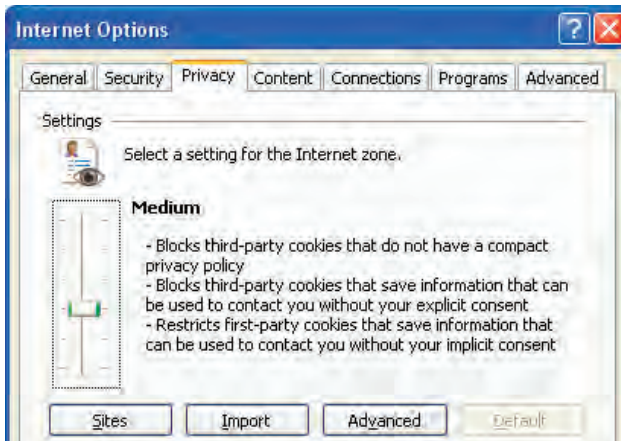 Internet Options
General Security Privacy Content Connections Programs Advanced
Settings
Select a setting for the Internet zone.
Medium
- Blocks third-party cookies that do not have a compact
privacy policy
- Blocks third-party cookies that save information that can
be used to contact you without your explicit consent
- Restricts first-party cookies that save information that
can be used to contact you without your implicit consent
Sites Import Advanced Default